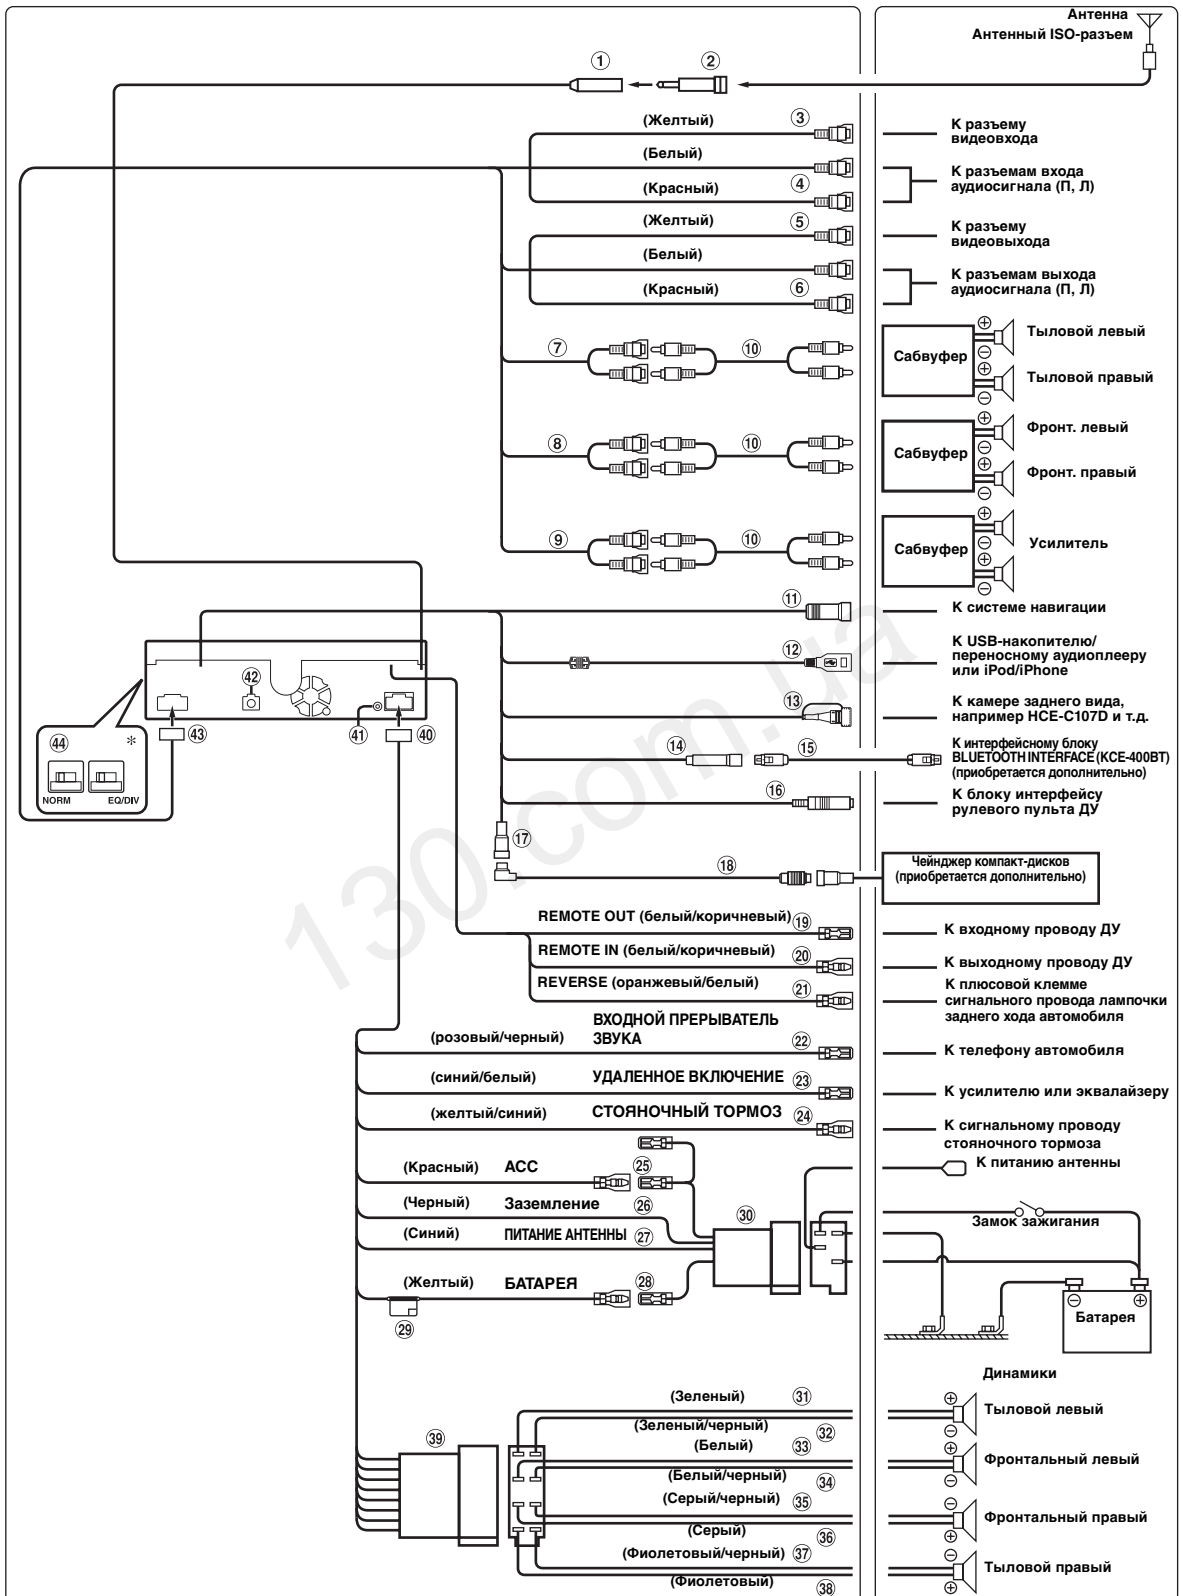 Антенна
Антенный ISO-разъем
1
2
(Желтый)
3
К разъему
видеовхода
(Белый)
(Красный)
4
К разъемам входа
аудиосигнала (П, Л)
(Желтый)
5
К разъему
видеовыхода
(Белый)
(Красный)
6
К разъемам выхода
аудиосигнала (П, Л)
7
10
Сабвуфер
Тыловой левый
Тыловой правый
8
10
Сабвуфер
Фронт. левый
Фронт. правый
9
10
Сабвуфер
Усилитель
11
К системе навигации
12
К USB-накопителю/
переносному аудиоплееру
или iPod/iPhone
13
К камере заднего вида,
например HCE-C107D и т.д.
14
15
К интерфейсному блоку
BLUETOOTH INTERFACE (KCE-400BT)
(приобретается дополнительно)
16
К блоку интерфейсу
рулевого пульта ДУ
42
41
40
43
44
*
NORM
EQ/DIV
17
18
Чейнджер компакт-дисков
(приобретается дополнительно)
REMOTE OUT (белый/коричневый)
19
К входному проводу ДУ
REMOTE IN (белый/коричневый)
20
К выходному проводу ДУ
REVERSE (оранжевый/белый)
21
К плюсовой клемме
сигнального провода лампочки
заднего хода автомобиля
(розовый/черный)
ВХОДНОЙ ПРЕРЫВАТЕЛЬ
ЗВУКА
22
К телефону автомобиля
(синий/белый)
УДАЛЕННОЕ ВКЛЮЧЕНИЕ
23
К усилителю или эквалайзеру
(желтый/синий)
СТОЯНОЧНЫЙ ТОРМОЗ
24
К сигнальному проводу
стояночного тормоза
(Красный)
ACC
25
К питанию антенны
(Черный)
Заземление
26
30
Замок зажигания
(Синий)
ПИТАНИЕ АНТЕННЫ
27
(Желтый)
БАТАРЕЯ
28
29
Батарея
Динамики
39
(Зеленый)
31
Тыловой левый
(Зеленый/черный)
32
(Белый)
33
Фронтальный левый
(Белый/черный)
34
(Серый/черный)
35
Фронтальный правый
(Серый)
36
(Фиолетовый/черный)
37
Тыловой правый
(Фиолетовый)
38
130.com.ua